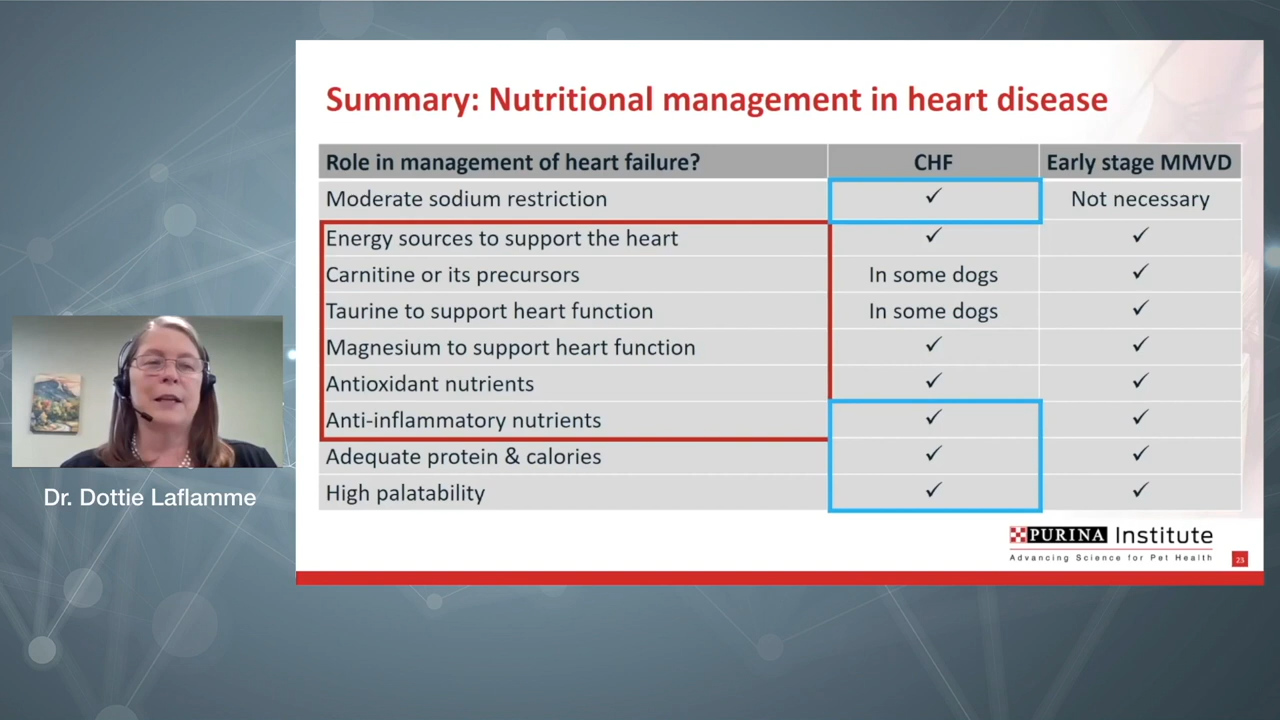 Summary: Nutritional management in heart disease
Role in management of heart failure? CHF Early stage MMVD
Moderate sodium restriction ✓ Not necessary
Energy sources to support the heart ✓ ✓
Carnitine or its precursors In some dogs ✓
Taurine to support heart function In some dogs ✓
Magnesium to support heart function ✓ ✓
Antioxidant nutrients ✓ ✓
Anti-inflammatory nutrients ✓ ✓
Adequate protein & calories ✓ ✓
High palatability ✓ ✓
Dr. Dottie Laflamme
PURINA Institute
Advancing Science for Pet Health
23